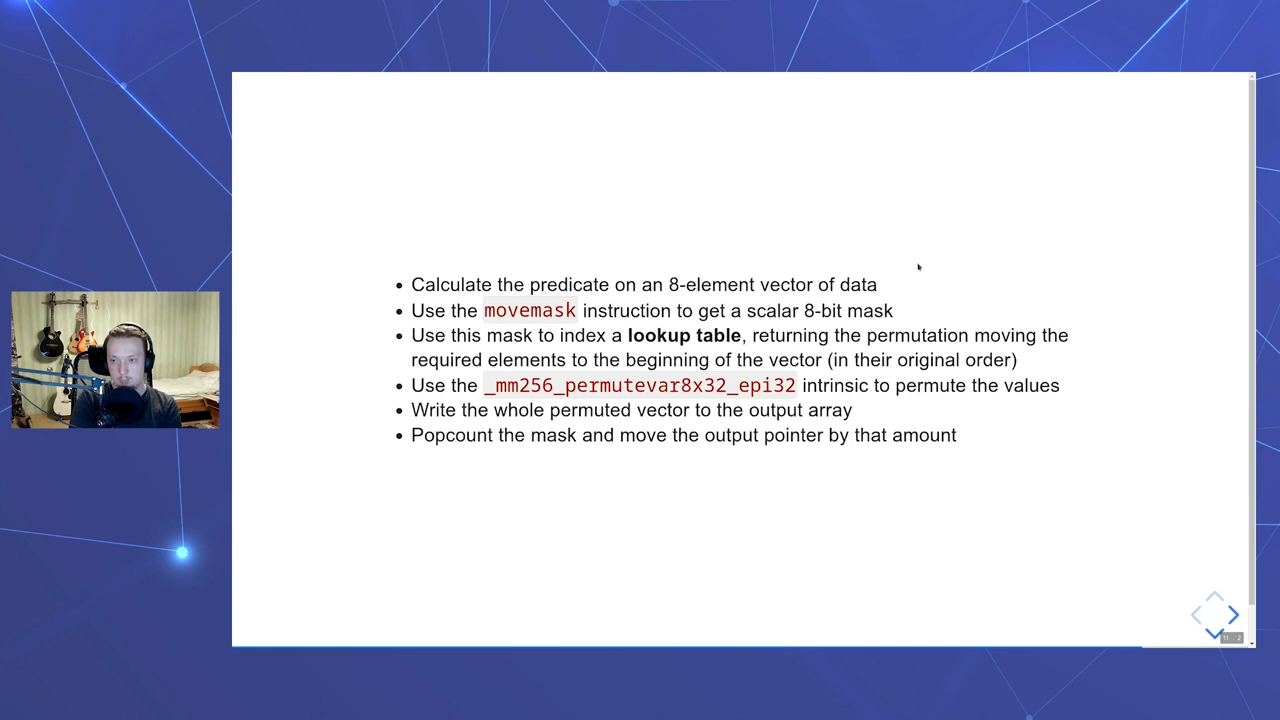 Calculate the predicate on an 8-element vector of data
Use the movemask instruction to get a scalar 8-bit mask
Use this mask to index a lookup table, returning the permutation moving the
required elements to the beginning of the vector (in their original order)
Use the _mm256_permutevar8x32_epi32 intrinsic to permute the values
Write the whole permuted vector to the output array
Popcount the mask and move the output pointer by that amount
11 2